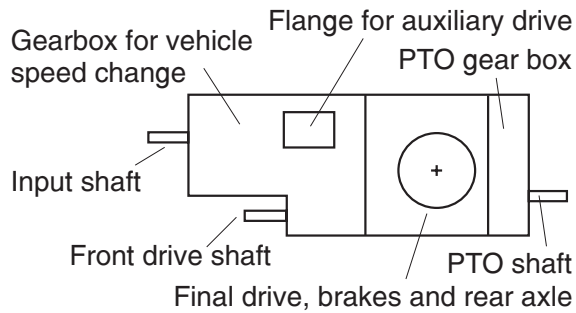 Flange for auxiliary drive
Gearbox for vehicle
speed change
PTO gear box
Input shaft
Front drive shaft
PTO shaft
Final drive, brakes and rear axle